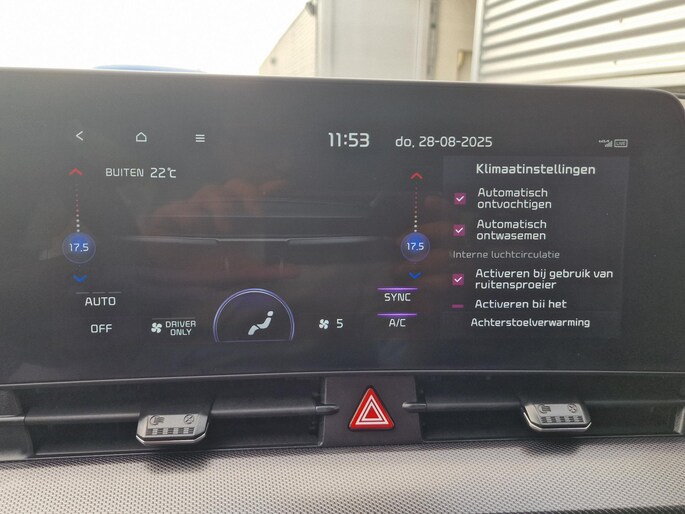 11:53 do, 28-08-2025
BUITEN 22°C
17,5
AUTO
OFF
DRIVER
ONLY
5
SYNC
A/C
17,5
Klimaatinstellingen
Automatisch
ontvochtigen
Automatisch
ontwasemen
Interne luchtcirculatie
Activeren bij gebruik van
ruitensproeier
Activeren bij het
Achterstoelverwarming